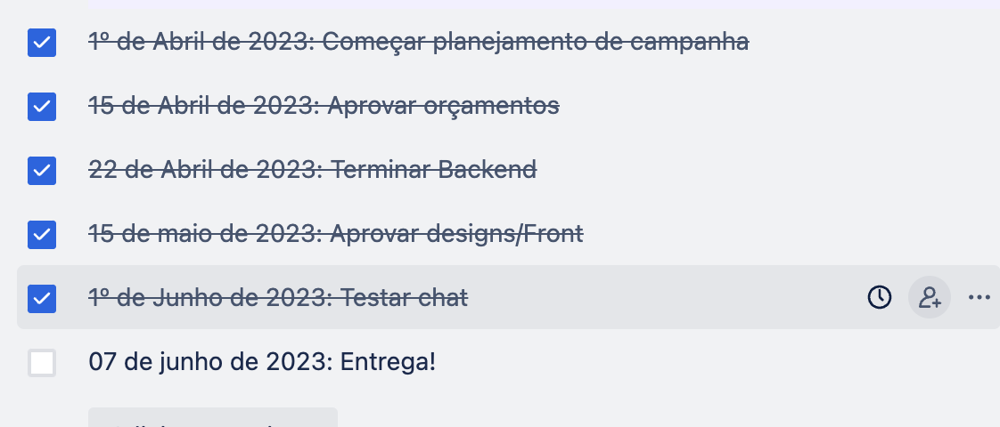 1º de Abril de 2023: Começar planejamento de campanha
15 de Abril de 2023: Aprovar orçamentos
22 de Abril de 2023: Terminar Backend
15 de maio de 2023: Aprovar designs/Front
1º de Junho de 2023: Testar chat
07 de junho de 2023: Entrega!